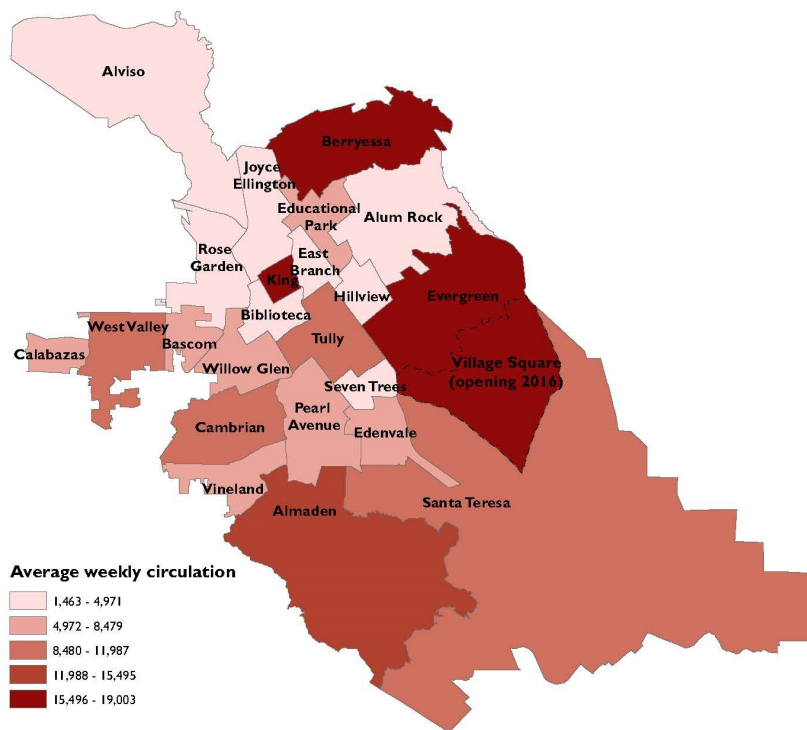 Alviso
Berryessa
Joyce
Ellington
Educational
Park
Alum Rock
Rose
Garden
East
Branch
King
Hillview
Evergreen
Biblioteca
West Valley
Bascom
Tully
Calabazas
Willow Glen
Village Square
(opening 2016)
Seven Trees
Pearl
Avenue
Cambrian
Edenvale
Vineland
Almaden
Santa Teresa
Average weekly circulation
1,463 - 4,971
4,972 - 8,479
8,480 - 11,987
11,988 - 15,495
15,496 - 19,003